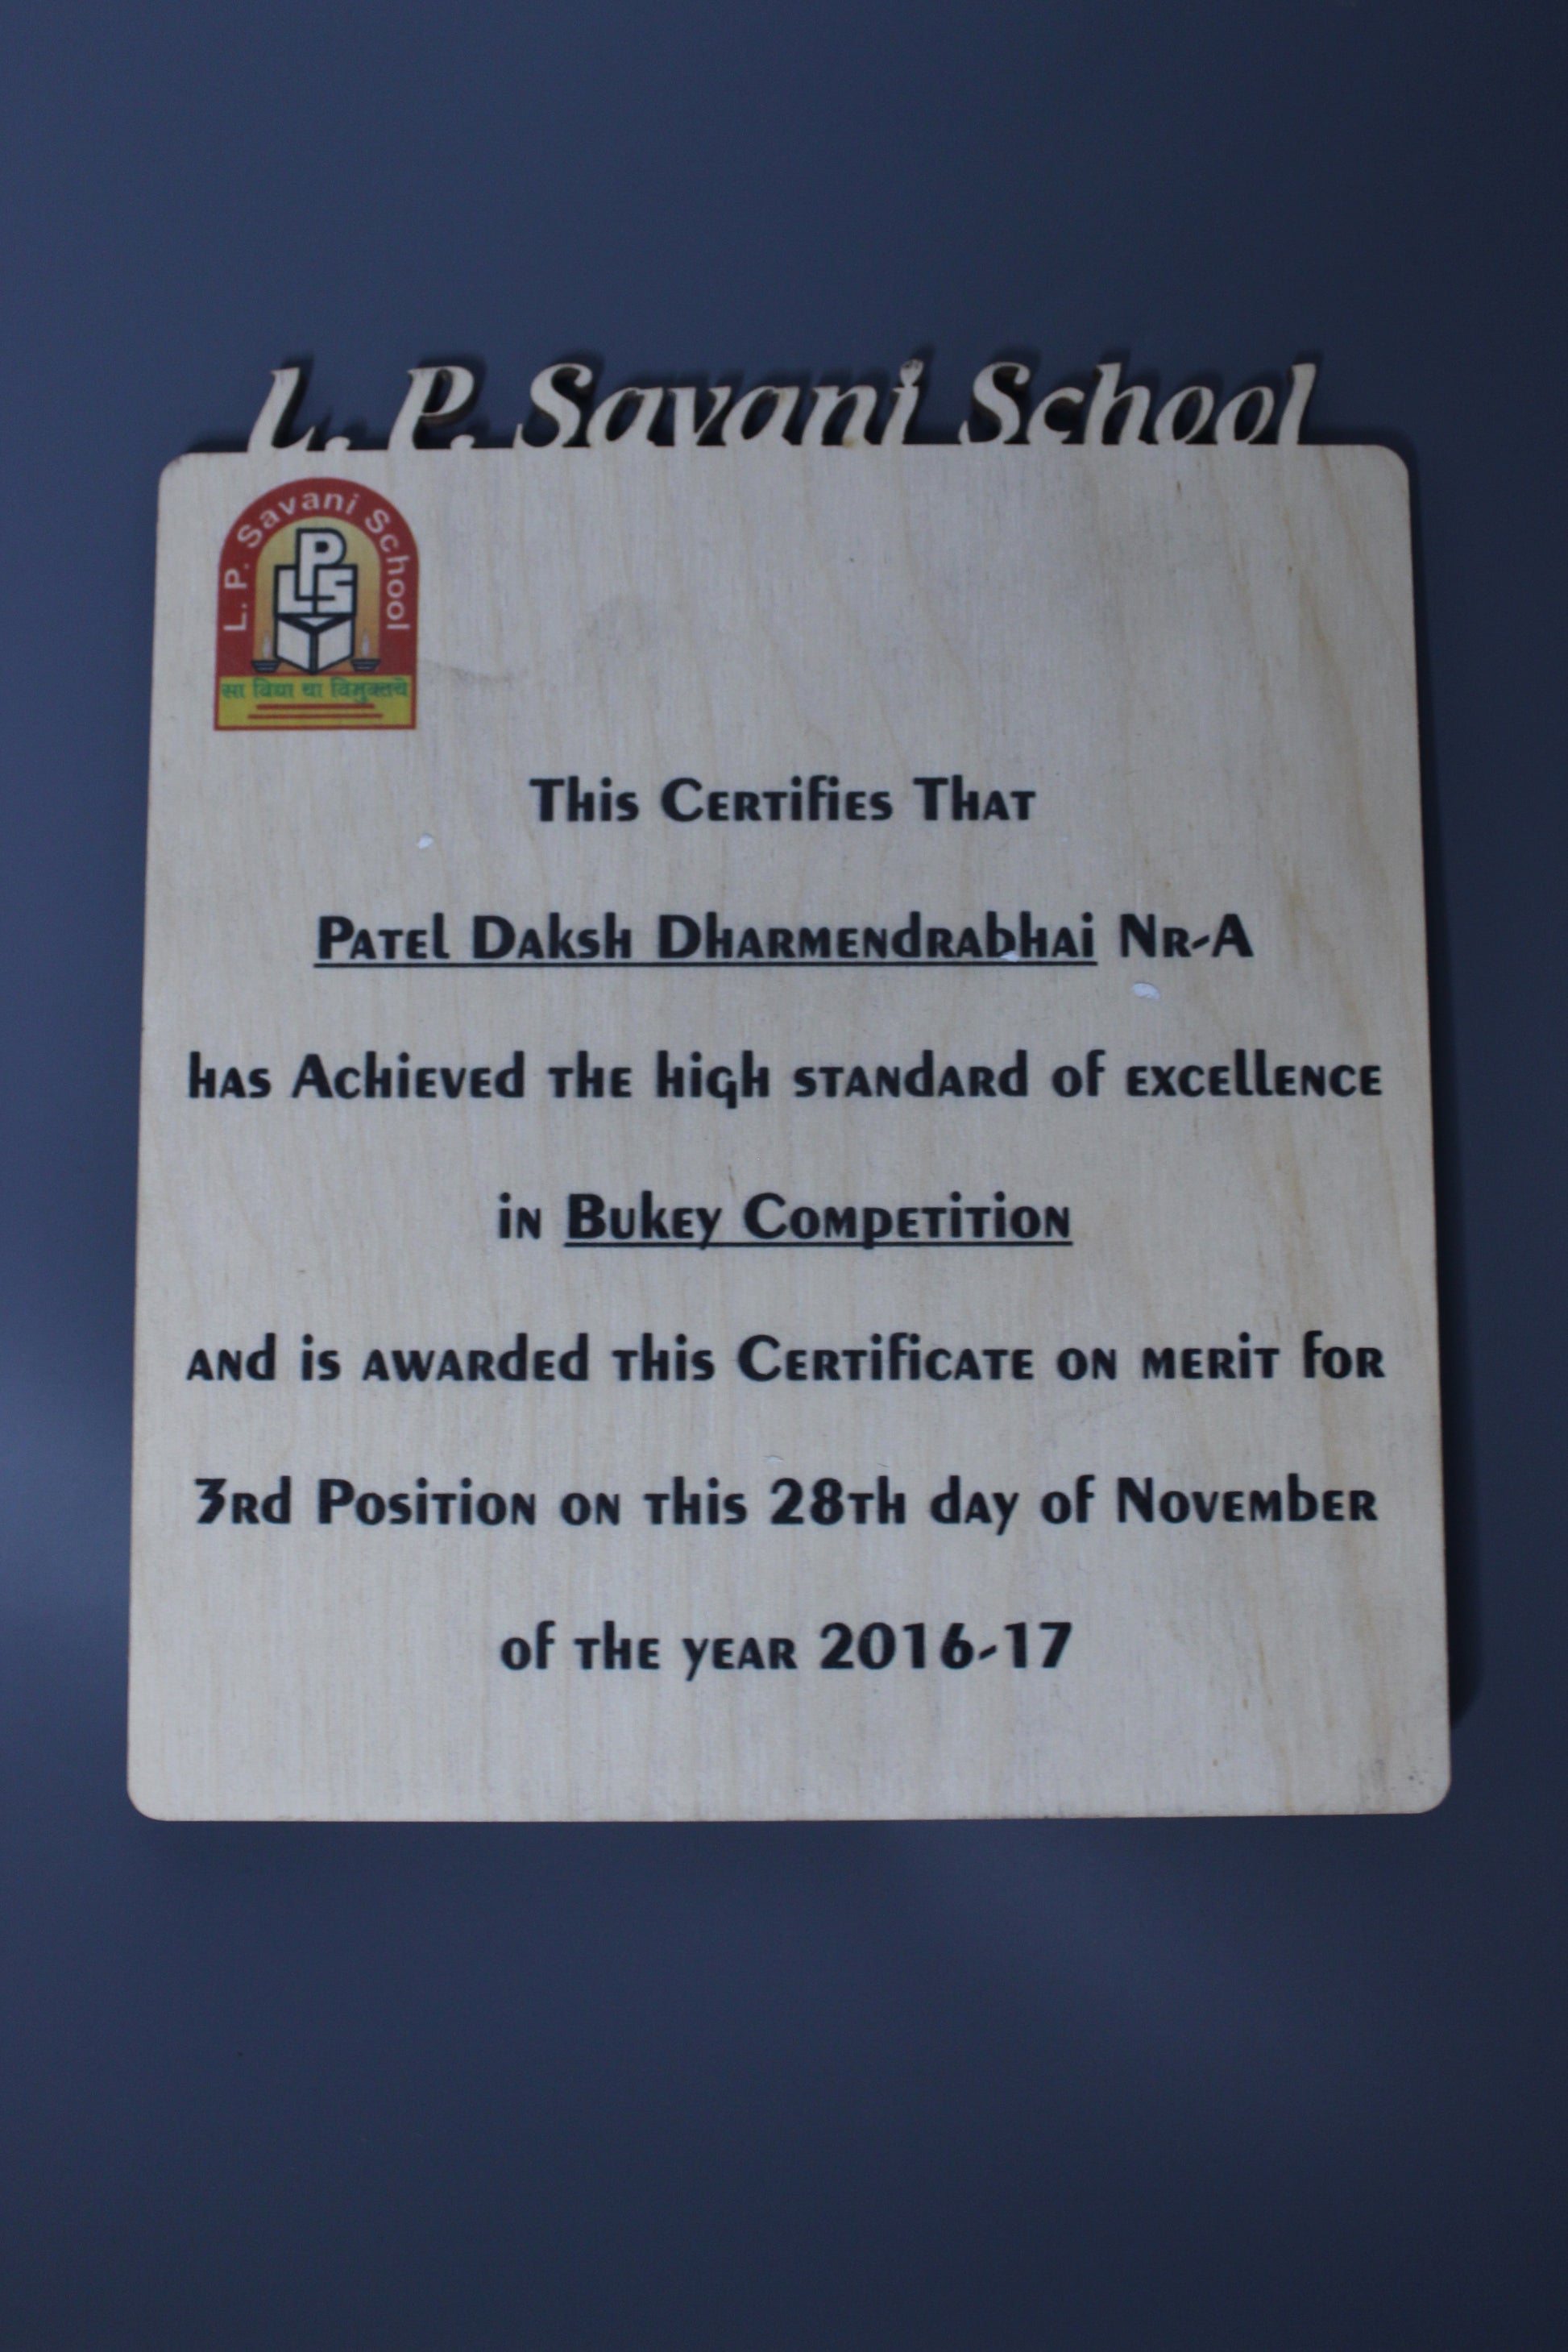 L. P. Savani School
L. P. Savani School
P
LS
सा विद्या या विमुक्तये
This Certifies That
Patel Daksh Dharmendrabhai Nr-A
has Achieved the high standard of excellence
in Bukey Competition
and is awarded this Certificate on merit for
3rd Position on this 28th day of November
of the year 2016-17